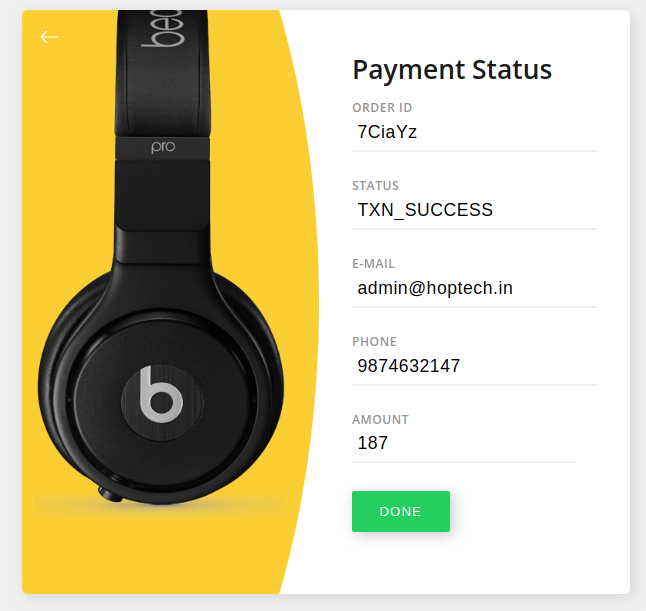 beats
pro
b
Payment Status
ORDER ID
7CiaYz
STATUS
TXN_SUCCESS
E-MAIL
admin@hoptech.in
PHONE
9874632147
AMOUNT
187
DONE